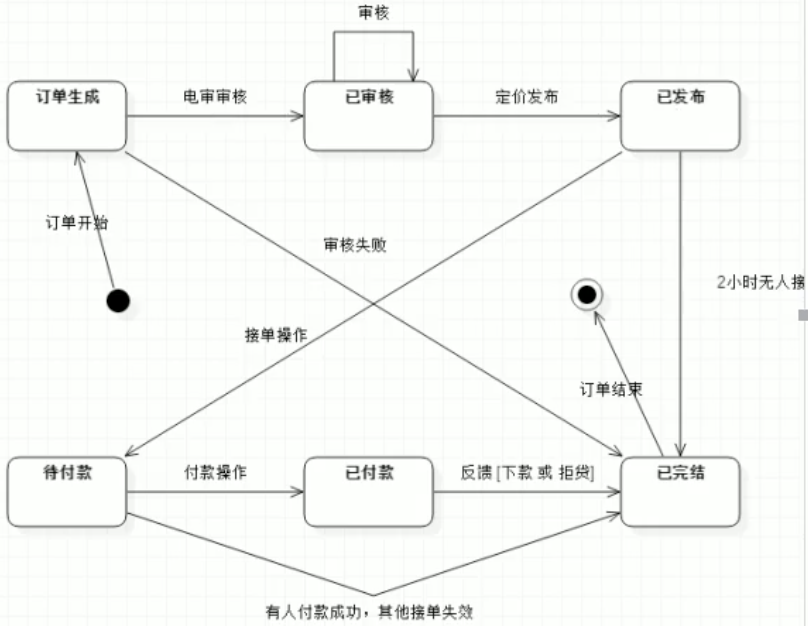 审核
订单生成
电审审核
已审核
定价发布
已发布
订单开始
审核失败
2小时无人接
接单操作
订单结束
待付款
付款操作
已付款
反馈 [下款 或 拒贷]
已完结
有人付款成功，其他接单失效